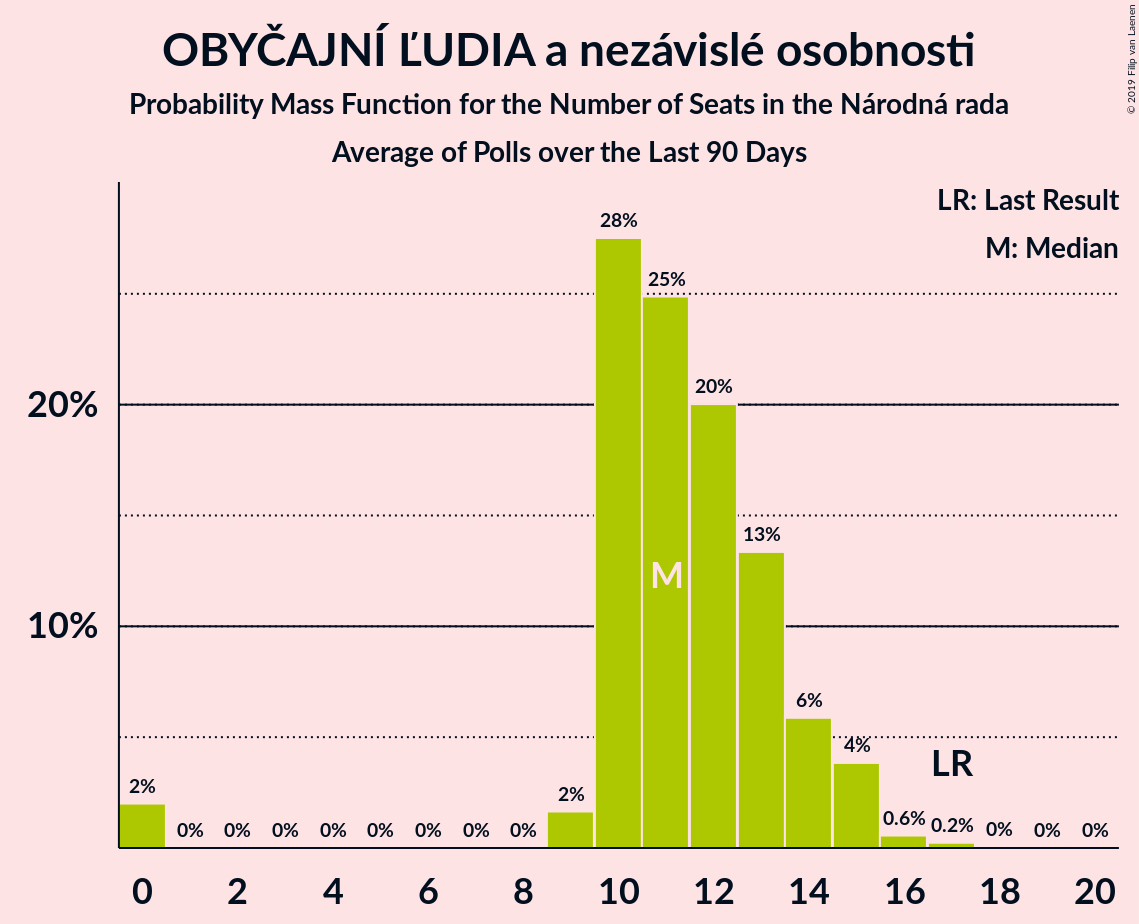 OBYČAJNÍ ĽUDIA a nezávislé osobnosti
Probability Mass Function for the Number of Seats in the Národná rada
Average of Polls over the Last 90 Days
© 2019 Filip van Laenen
LR: Last Result
M: Median
28%
25%
20%
20%
13%
M
10%
6%
4%
LR
2%
0%
0%
0%
0%
0%
0%
0%
0%
2%
0.6%
0.2%
0%
0%
0%
0 2 4 6 8 10 12 14 16 18 20